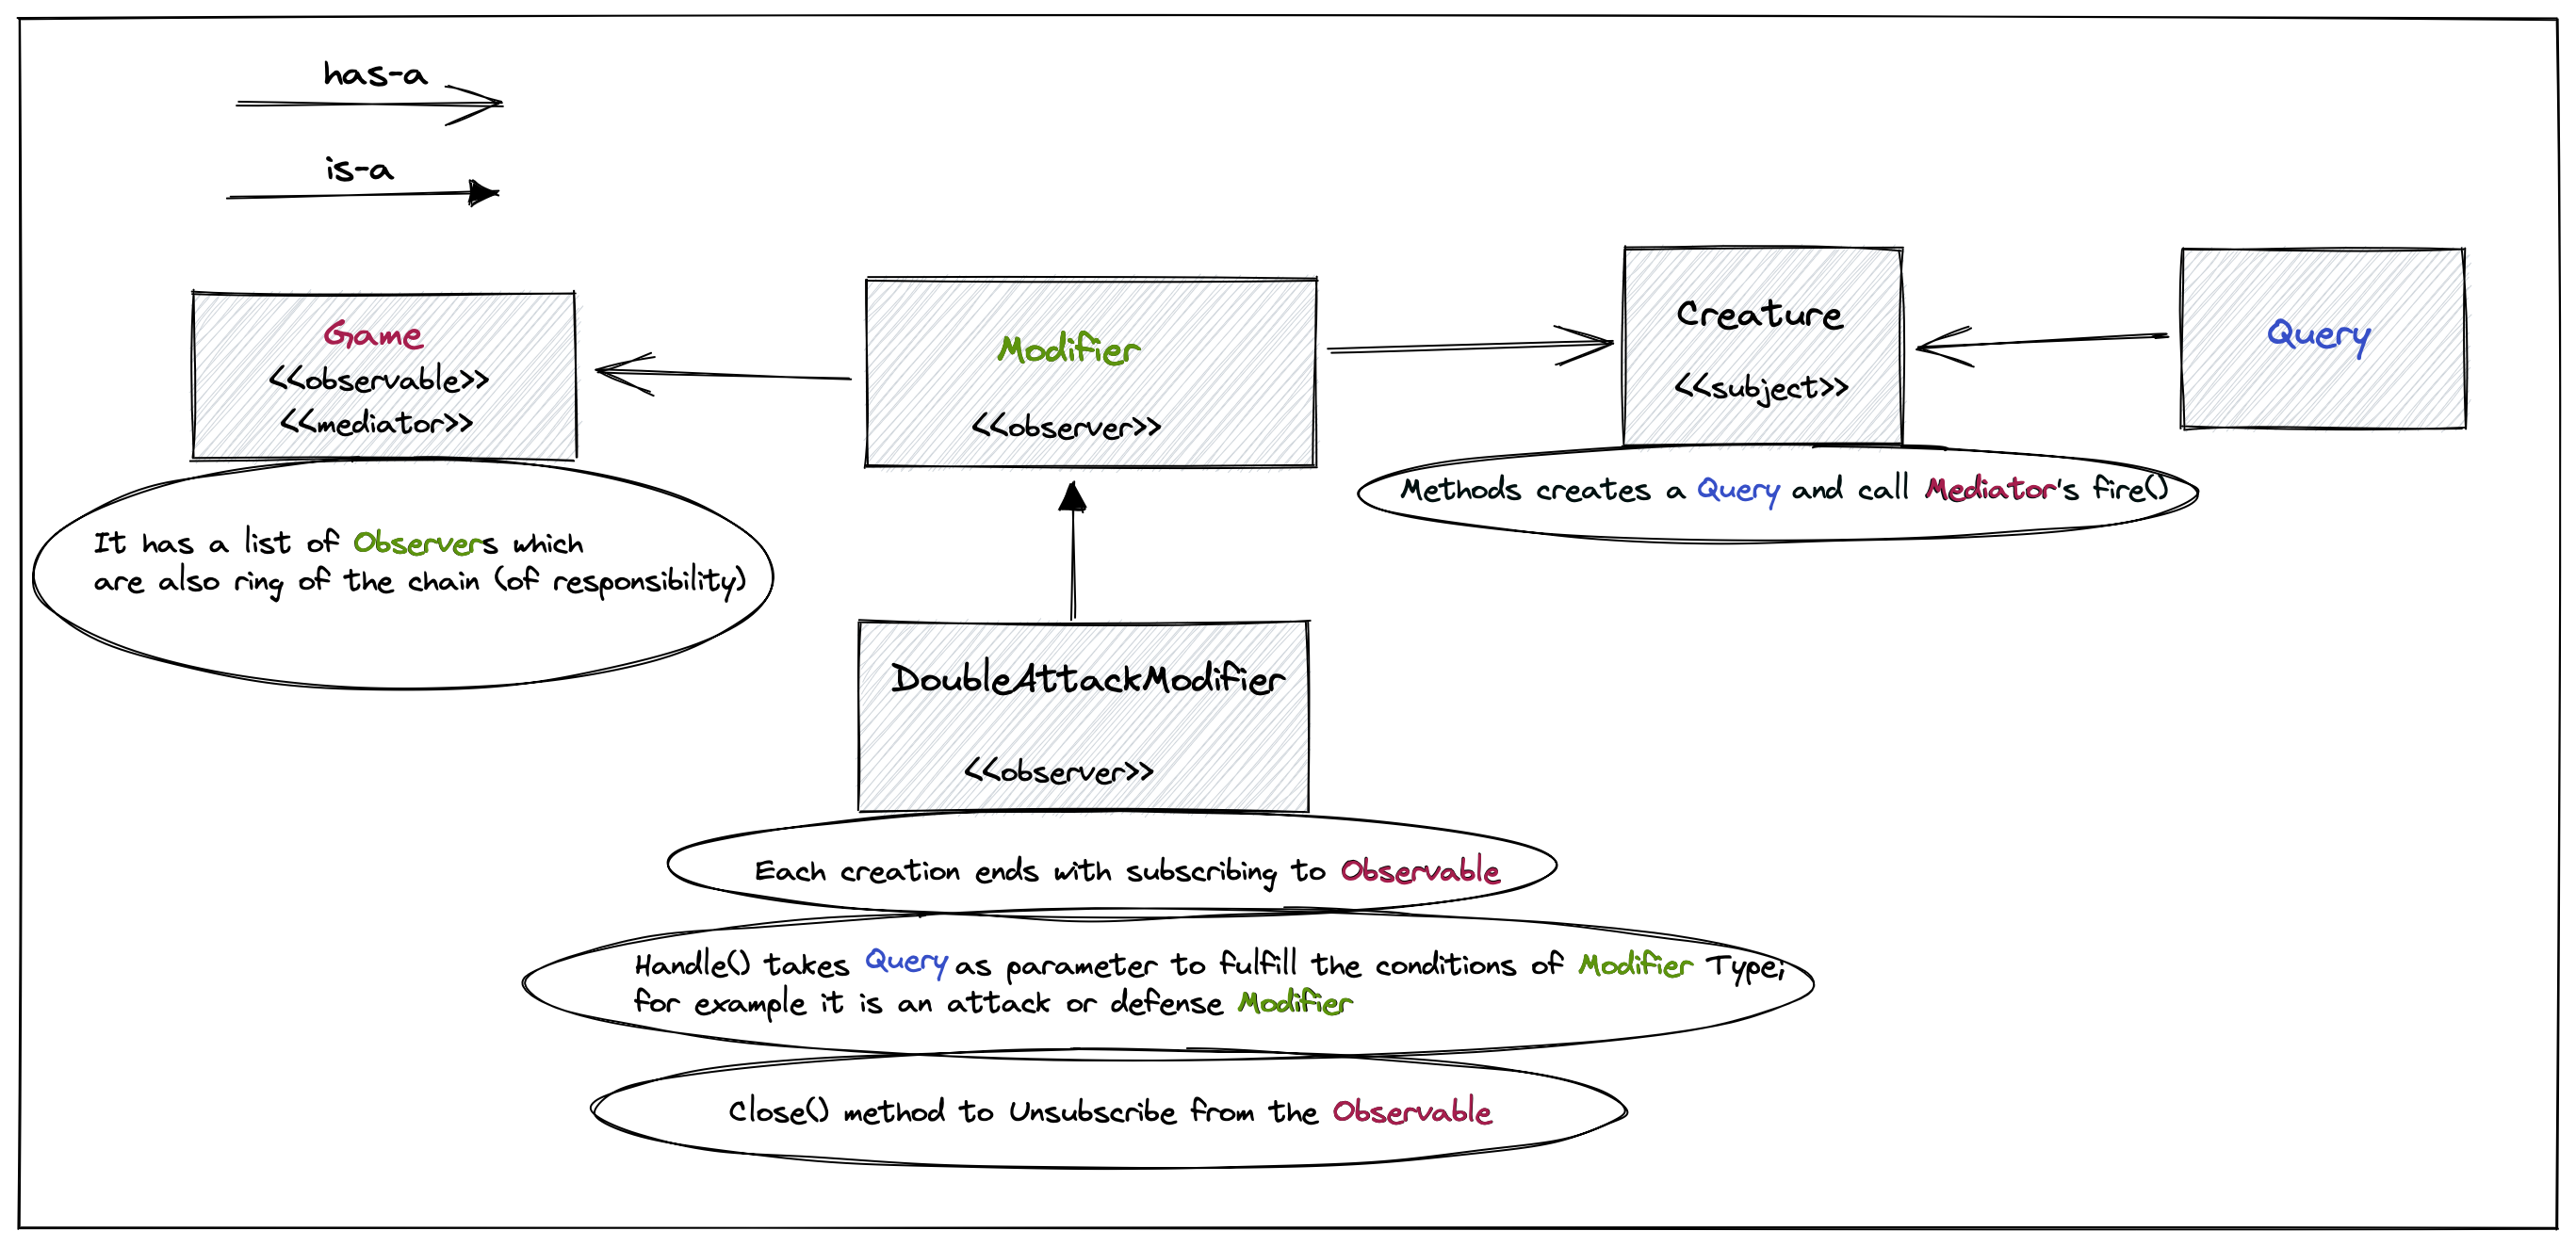 has-a
is-a
Game
<<observable>>
<<mediator>>
It has a list of Observers which
are also ring of the chain (of responsibility)
Modifier
<<observer>>
Creature
<<subject>>
Methods creates a Query and call Mediator's fire()
Query
DoubleAttackModifier
<<observer>>
Each creation ends with subscribing to Observable
Handle() takes Query as parameter to fulfill the conditions of Modifier Type;
for example it is an attack or defense Modifier
Close() method to Unsubscribe from the Observable